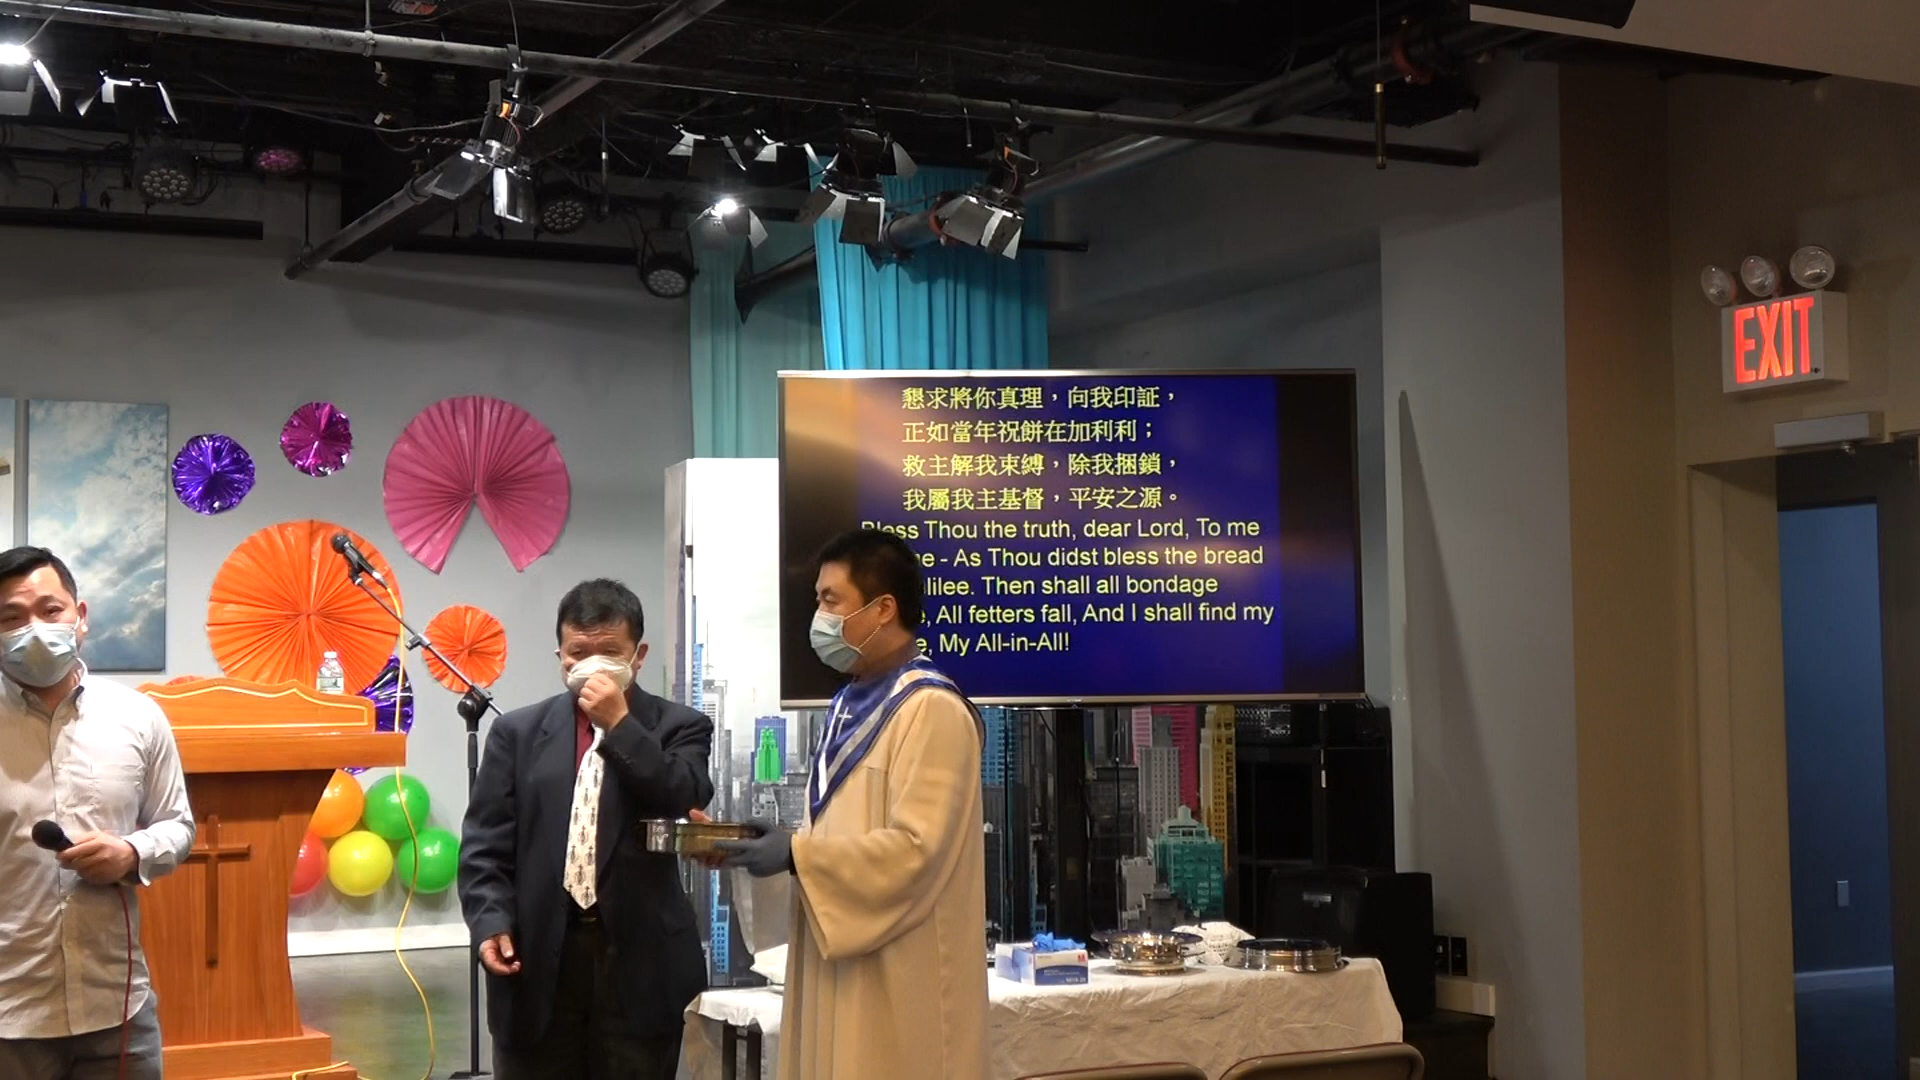 懇求將你真理，向我印証，
正如當年祝餅在加利利；
救主解我束縛，除我捆鎖，
我屬我主基督，平安之源。
Bless Thou the truth, dear Lord, To me
- As Thou didst bless the bread
Then shall all bondage
All fetters fall, And I shall find my
My All-in-All!
EXIT